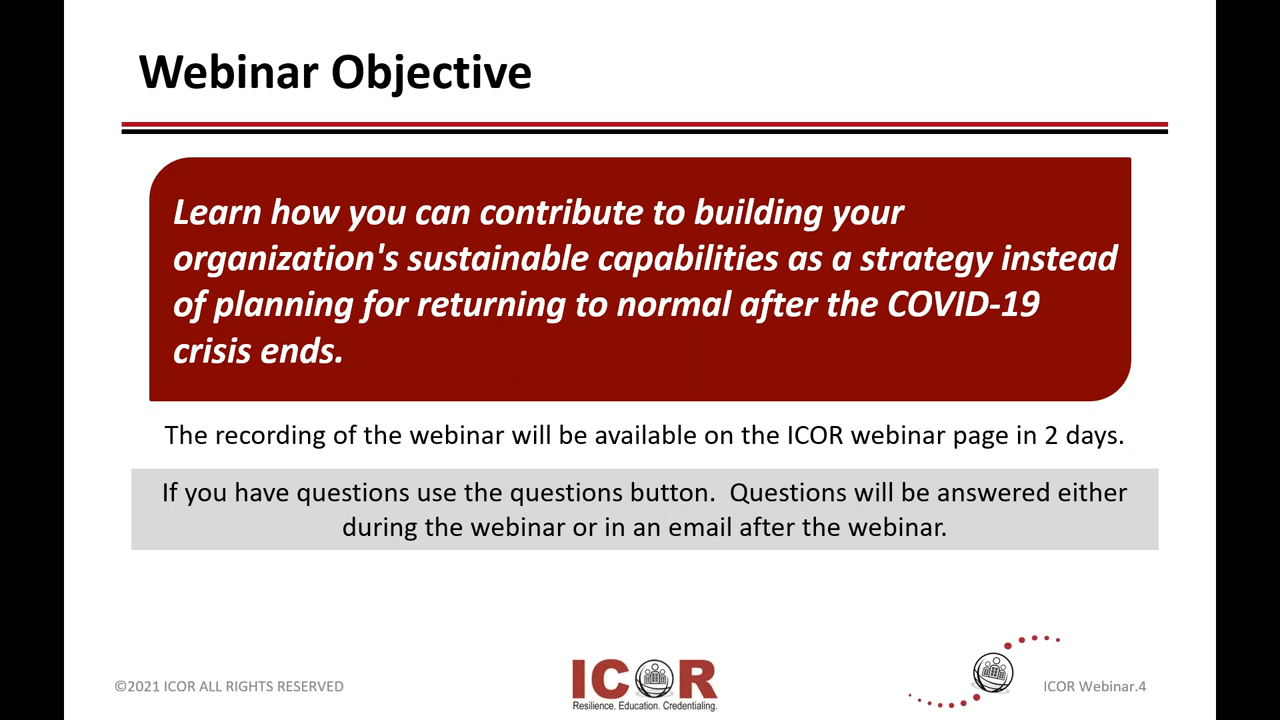 Webinar Objective
Learn how you can contribute to building your
organization's sustainable capabilities as a strategy instead
of planning for returning to normal after the COVID-19
crisis ends.
The recording of the webinar will be available on the ICOR webinar page in 2 days.
If you have questions use the questions button.  Questions will be answered either
during the webinar or in an email after the webinar.
©2021 ICOR ALL RIGHTS RESERVED
ICOR
Resilience. Education. Credentialing.
ICOR Webinar.4